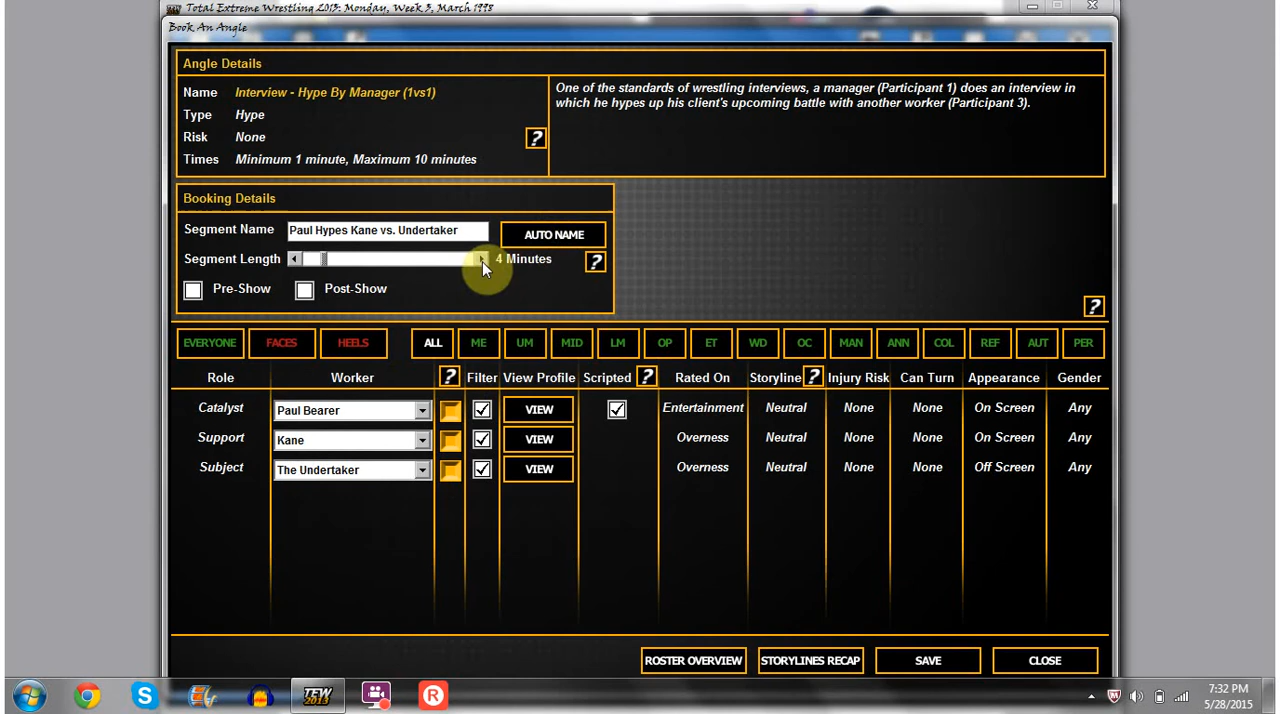 Total Extreme Wrestling 2013: Monday, Week 3, March 1998
Book An Angle
Angle Details
Name Interview - Hype By Manager (1vs1)
Type Hype
Risk None
?
Times Minimum 1 minute, Maximum 10 minutes
One of the standards of wrestling interviews, a manager (Participant 1) does an interview in
which he hypes up his client's upcoming battle with another worker (Participant 3).
Booking Details
Segment Name Paul Hypes Kane vs. Undertaker AUTO NAME
Segment Length 4 Minutes ?
Pre-Show Post-Show
?
EVERYONE FACES HEELS ALL ME UM MID LM OP ET WD OC MAN ANN COL REF AUT PER
Role Worker ? Filter View Profile Scripted ? Rated On Storyline ? Injury Risk Can Turn Appearance Gender
Catalyst Paul Bearer VIEW Entertainment Neutral None None On Screen Any
Support Kane VIEW Overness Neutral None None On Screen Any
Subject The Undertaker VIEW Overness Neutral None None Off Screen Any
ROSTER OVERVIEW STORYLINES RECAP SAVE CLOSE
S TEW 2013 R 7:32 PM
5/28/2015